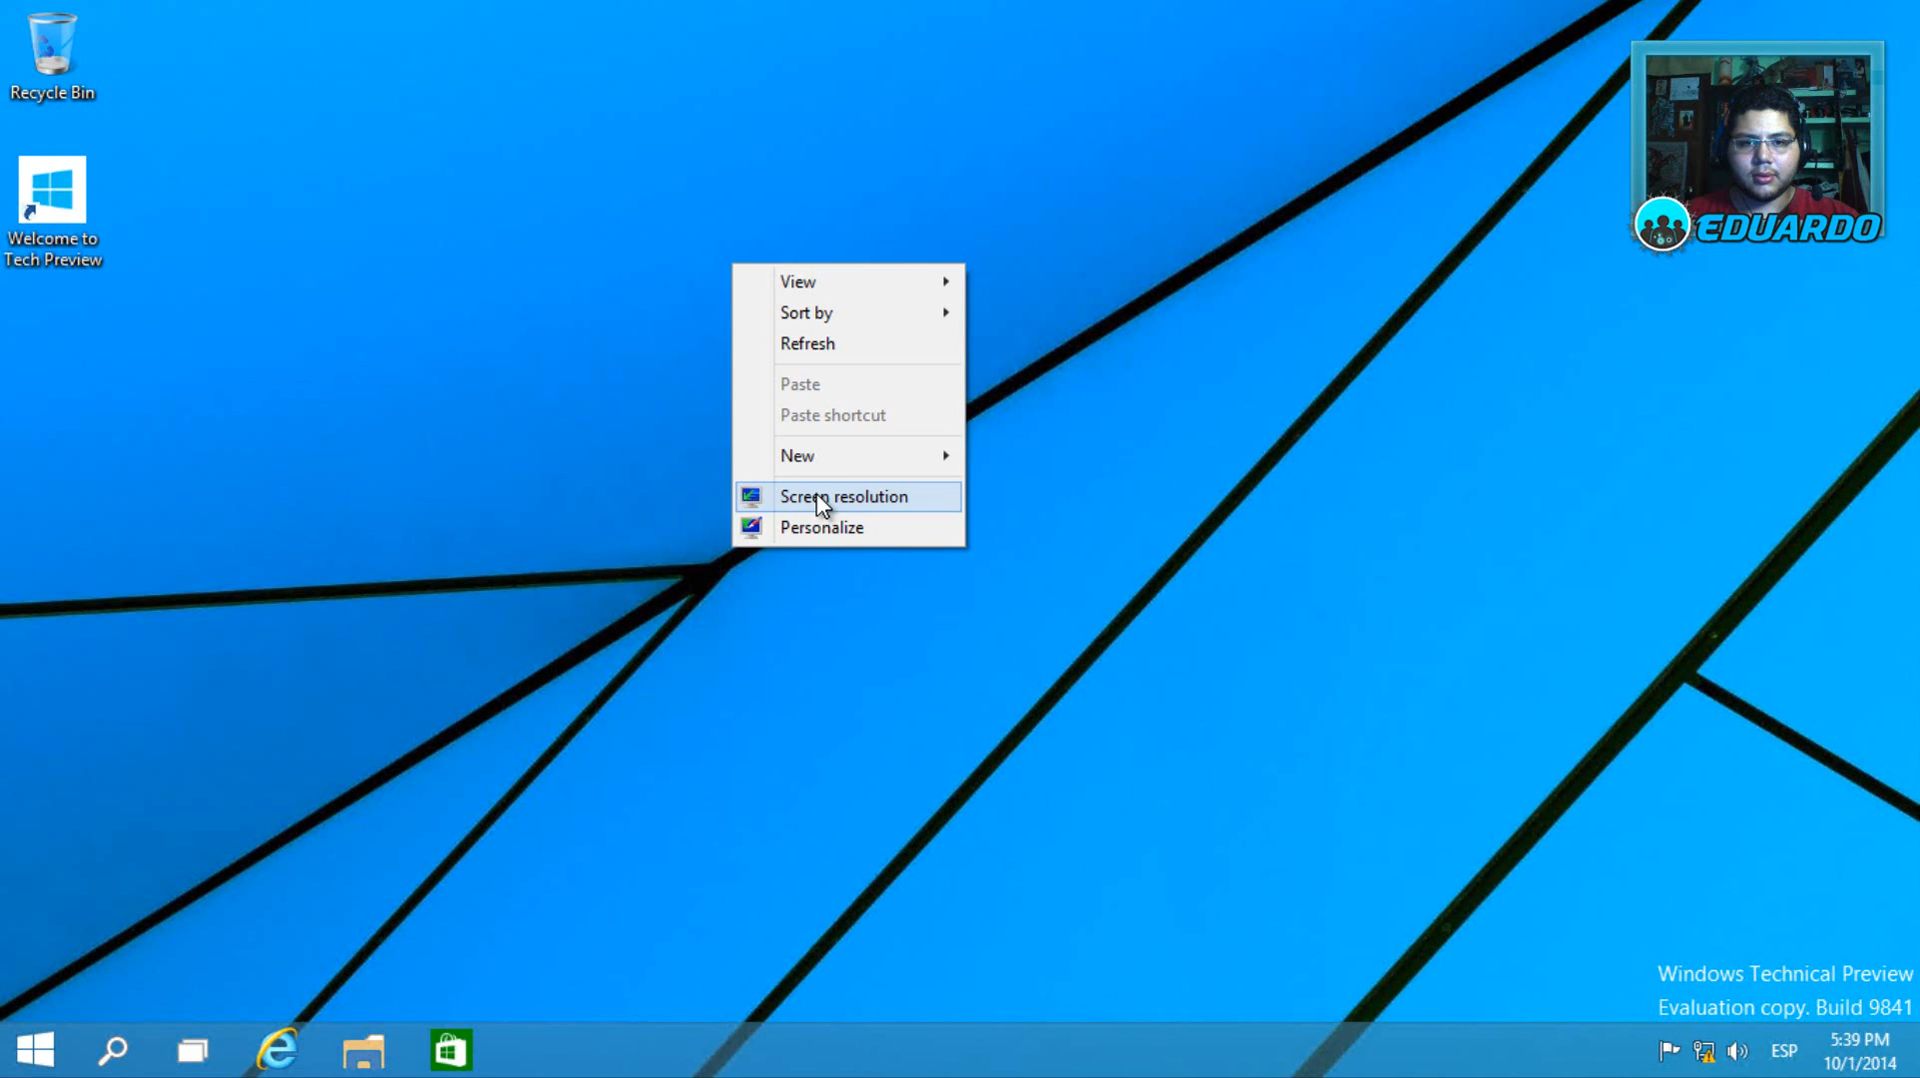 Recycle Bin
Welcome to
Tech Preview
EDUARDO
View
Sort by
Refresh
Paste
Paste shortcut
New
Screen resolution
Personalize
Windows Technical Preview
Evaluation copy. Build 9841
ESP
5:39 PM
10/1/2014